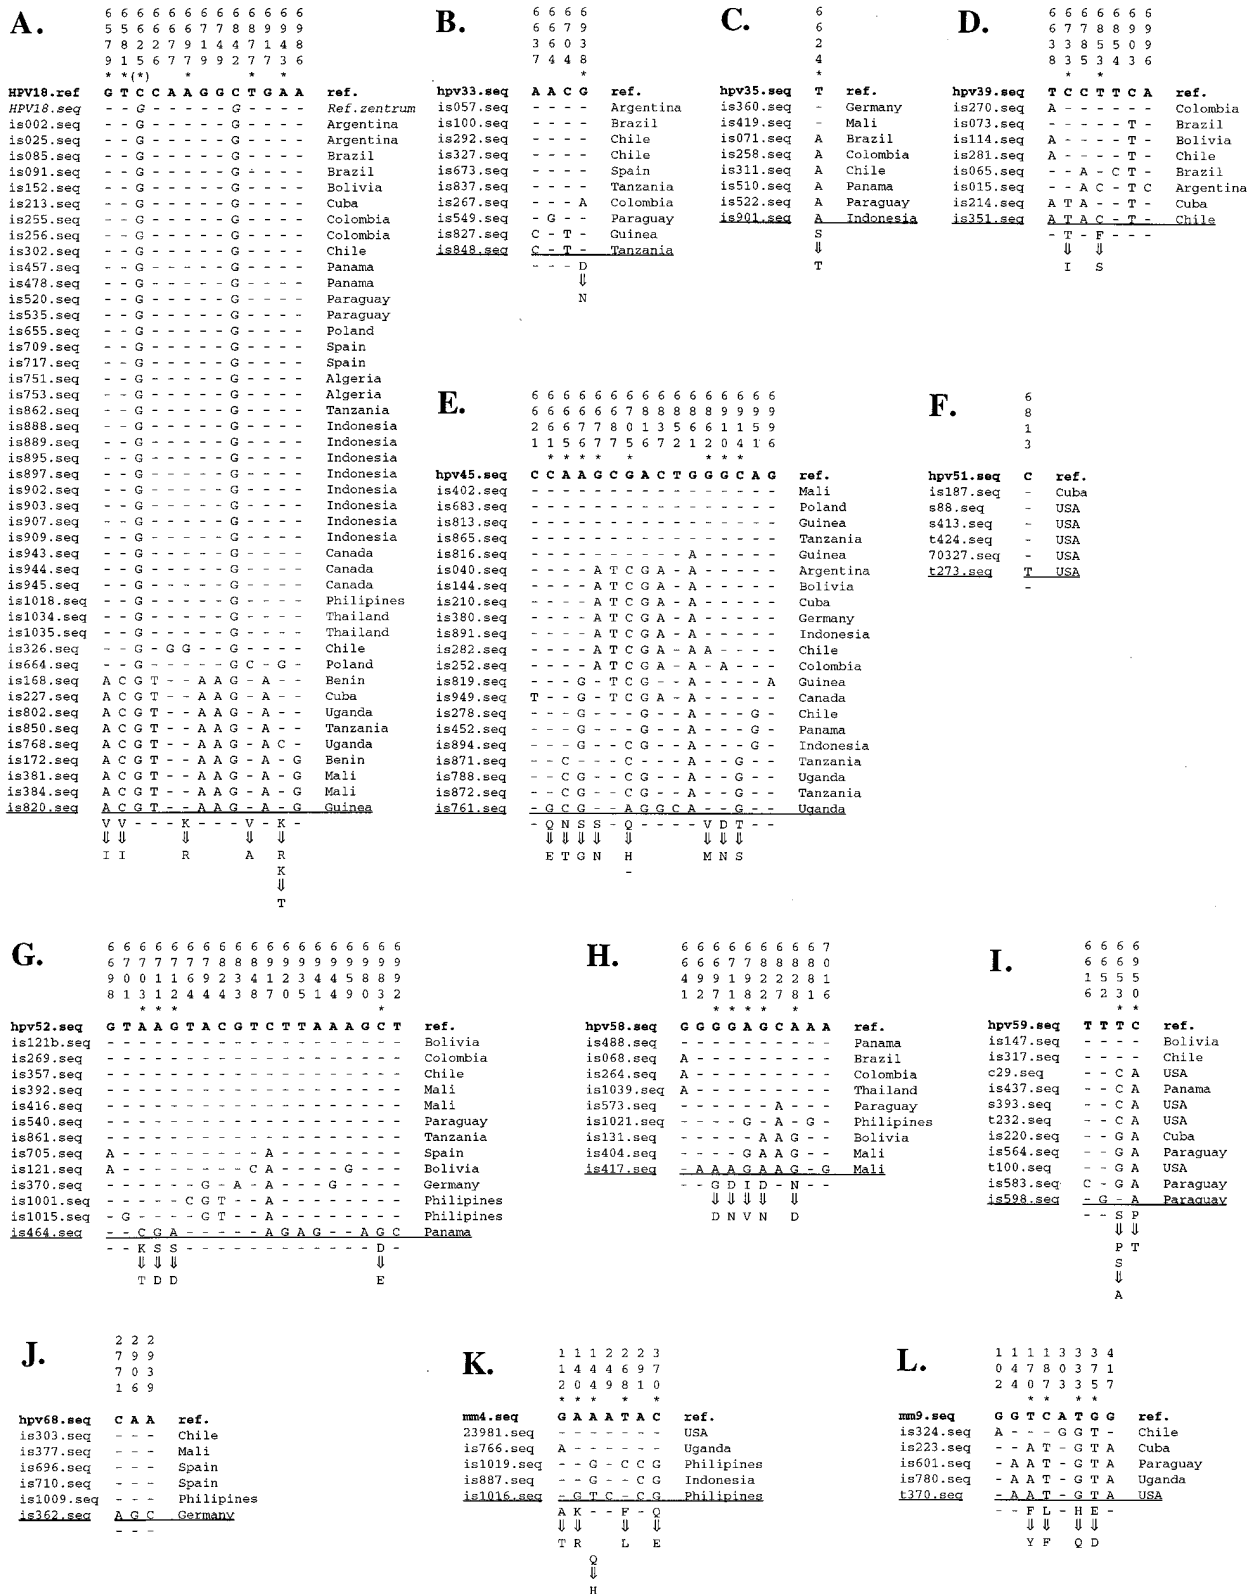 A.
* * (*) * * *
HPV18.ref G T C C A A G G C T G A A ref.
HPV18.seq - - G - - - - - G - - - - Ref.zentrum
is002.seq - - G - - - - - G - - - - Argentina
is025.seq - - G - - - - - G - - - - Argentina
is085.seq - - G - - - - - G - - - - Brazil
is091.seq - - G - - - - - G - - - - Brazil
is152.seq - - G - - - - - G - - - - Bolivia
is213.seq - - G - - - - - G - - - - Cuba
is255.seq - - G - - - - - G - - - - Colombia
is256.seq - - G - - - - - G - - - - Colombia
is302.seq - - G - - - - - G - - - - Chile
is457.seq - - G - - - - - G - - - - Panama
is478.seq - - G - - - - - G - - - - Panama
is520.seq - - G - - - - - G - - - - Paraguay
is535.seq - - G - - - - - G - - - - Paraguay
is655.seq - - G - - - - - G - - - - Poland
is709.seq - - G - - - - - G - - - - Spain
is717.seq - - G - - - - - G - - - - Spain
is751.seq - - G - - - - - G - - - - Algeria
is753.seq - - G - - - - - G - - - - Algeria
is862.seq - - G - - - - - G - - - - Tanzania
is888.seq - - G - - - - - G - - - - Indonesia
is889.seq - - G - - - - - G - - - - Indonesia
is895.seq - - G - - - - - G - - - - Indonesia
is897.seq - - G - - - - - G - - - - Indonesia
is902.seq - - G - - - - - G - - - - Indonesia
is903.seq - - G - - - - - G - - - - Indonesia
is907.seq - - G - - - - - G - - - - Indonesia
is909.seq - - G - - - - - G - - - - Indonesia
is943.seq - - G - - - - - G - - - - Canada
is944.seq - - G - - - - - G - - - - Canada
is945.seq - - G - - - - - G - - - - Canada
is1018.seq - - G - - - - - G - - - - Philipines
is1034.seq - - G - - - - - G - - - - Thailand
is1035.seq - - G - - - - - G - - - - Thailand
is326.seq - - G - G G - - G - - - - Chile
is664.seq - - G - - - - - G C - G - Poland
is168.seq A C G T - - A A G - A - - Benin
is227.seq A C G T - - A A G - A - - Cuba
is802.seq A C G T - - A A G - A - - Uganda
is850.seq A C G T - - A A G - A - - Tanzania
is768.seq A C G T - - A A G - A C - Uganda
is172.seq A C G T - - A A G - A - G Benin
is381.seq A C G T - - A A G - A - G Mali
is384.seq A C G T - - A A G - A - G Mali
is820.seq A C G T - - A A G - A - G Guinea
V V - - - K - - - V - K -
⇓ ⇓ ⇓ ⇓ ⇓
I I R A R
K
⇓
T
B.
*
hpv33.seq A A C G ref.
is057.seq - - - - Argentina
is100.seq - - - - Brazil
is292.seq - - - - Chile
is327.seq - - - - Chile
is673.seq - - - - Spain
is837.seq - - - - Tanzania
is267.seq - - - A Colombia
is549.seq - G - - Paraguay
is827.seq C - T - Guinea
is848.seq C - T - Tanzania
- - - D
⇓
N
C.
6
6
2
4
*
hpv35.seq T ref.
is360.seq - Germany
is419.seq - Mali
is071.seq A Brazil
is258.seq A Colombia
is311.seq A Chile
is510.seq A Panama
is522.seq A Paraguay
is901.seq A Indonesia
S
⇓
T
D.
* *
hpv39.seq T C C T T C A ref.
is270.seq A - - - - - - Colombia
is073.seq - - - - - T - Brazil
is114.seq A - - - - T - Bolivia
is281.seq A - - - - T - Chile
is065.seq - - A - C T - Brazil
is015.seq - - A C - T C Argentina
is214.seq A T A - - T - Cuba
is351.seq A T A C - T - Chile
- T - F - - -
⇓ ⇓
I S
E.
* * * * * * * *
hpv45.seq C C A A G C G A C T G G G C A G ref.
is402.seq - - - - - - - - - - - - - - - - Mali
is683.seq - - - - - - - - - - - - - - - - Poland
is813.seq - - - - - - - - - - - - - - - - Guinea
is865.seq - - - - - - - - - - - - - - - - Tanzania
is816.seq - - - - - - - - - - A - - - - - Guinea
is040.seq - - - - A T C G A - A - - - - - Argentina
is144.seq - - - - A T C G A - A - - - - - Bolivia
is210.seq - - - - A T C G A - A - - - - - Cuba
is380.seq - - - - A T C G A - A - - - - - Germany
is891.seq - - - - A T C G A - A - - - - - Indonesia
is282.seq - - - - A T C G A - A A - - - - Chile
is252.seq - - - - A T C G A - A - A - - - Colombia
is819.seq - - - G - T C G - - A - - - - A Guinea
is949.seq T - - G - T C G A - A - - - - - Canada
is278.seq - - - G - - - G - - A - - - G - Chile
is452.seq - - - G - - - G - - A - - - G - Panama
is894.seq - - - G - - C G - - A - - - G - Indonesia
is871.seq - - C - - - C - - - A - - G - - Tanzania
is788.seq - - C G - - C G - - A - - G - - Uganda
is872.seq - - C G - - C - - - A - - G - - Tanzania
is761.seq - G C G - - A G G C A - - G - - Uganda
- Q N S S - Q - - - - V D T - -
⇓ ⇓ ⇓ ⇓ ⇓ ⇓ ⇓ ⇓
E T G N H M N S
-
F.
6
8
1
3
hpv51.seq C ref.
is187.seq - Cuba
s88.seq - USA
s413.seq - USA
t424.seq - USA
70327.seq - USA
t273.seq T USA
-
G.
* * * *
hpv52.seq G T A A G T A C G T C T T A A A G C T ref.
is121b.seq - - - - - - - - - - - - - - - - - Bolivia
is269.seq - - - - - - - - - - - - - - - - - Colombia
is357.seq - - - - - - - - - - - - - - - - - Chile
is392.seq - - - - - - - - - - - - - - - - - Mali
is416.seq - - - - - - - - - - - - - - - - - Mali
is540.seq - - - - - - - - - - - - - - - - - Paraguay
is861.seq - - - - - - - - - - - - - - - - - Tanzania
is705.seq A - - - - - - - - A - - - - - - - Spain
is121.seq A - - - - - - - C A - - - - G - - - Bolivia
is370.seq - - - - - G - A - A - - - G - - - Germany
is1001.seq - - - - C G T - - A - - - - - - - Philipines
is1015.seq - G - - - G T - - A - - - - - - - Philipines
is464.seq - - C G A - - - - A G A G - A G C Panama
- - K S S - - - - - - - - - - D -
⇓ ⇓ ⇓ ⇓
T D D E
H.
* * * * *
hpv58.seq G G G G A G C A A A ref.
is488.seq - - - - - - - - - Panama
is068.seq A - - - - - - - - Brazil
is264.seq A - - - - - - - - Colombia
is1039.seq A - - - - - - - - Thailand
is573.seq - - - - - A - - - Paraguay
is1021.seq - - - G - A - G - Philipines
is131.seq - - - - A A G - - Bolivia
is404.seq - - - G A A G - - Mali
is417.seq - A A A G A A G - G Mali
- - G D I D - N - -
⇓ ⇓ ⇓ ⇓ ⇓
D N V N D
I.
* *
hpv59.seq T T T C ref.
is147.seq - - - - Bolivia
is317.seq - - - - Chile
c29.seq - - C A USA
is437.seq - - C A Panama
s393.seq - - C A USA
t232.seq - - C A USA
is220.seq - - G A Cuba
is564.seq - - G A Paraguay
t100.seq - - G A USA
is583.seq C - G A Paraguay
is598.seq - G - A Paraguay
- - S P
⇓ ⇓
P T
S
⇓
A
J.
2 2 2
7 9 9
7 0 3
1 6 9
hpv68.seq C A A ref.
is303.seq - - - Chile
is377.seq - - - Mali
is696.seq - - - Spain
is710.seq - - - Spain
is1009.seq - - - Philipines
is362.seq A G C Germany
- - -
K.
* * * * *
mm4.seq G A A A T A C ref.
23981.seq - - - - - - - USA
is766.seq A - - - - - - Uganda
is1019.seq - - G - C C G Philipines
is887.seq - - G - - C G Indonesia
is1016.seq - G T C - C G Philipines
A K - - F - Q
⇓ ⇓ ⇓ ⇓
T R L E
Q
⇓
H
L.
* * * *
mm9.seq G G T C A T G G ref.
is324.seq A - - - G G T - Chile
is223.seq - - A T - G T A Cuba
is601.seq - A A T - G T A Paraguay
is780.seq - A A T - G T A Uganda
t370.seq - A A T - G T A USA
- - F L - H E -
⇓ ⇓ ⇓ ⇓
Y F Q D